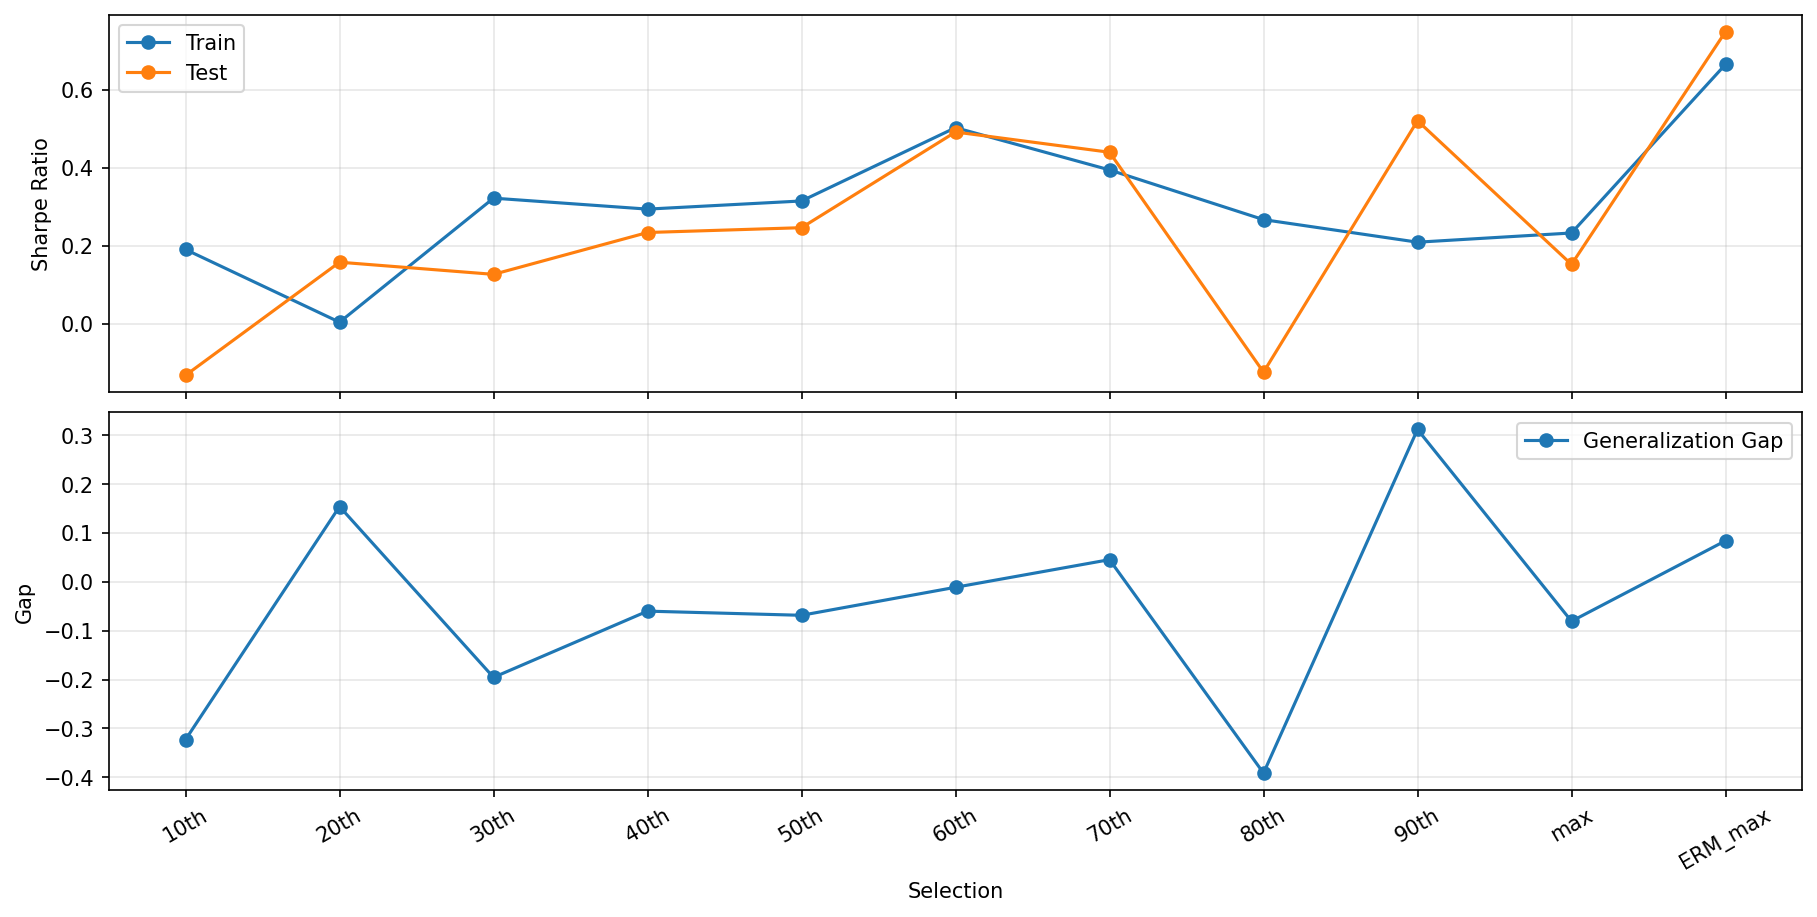 Train
Test
Sharpe Ratio
0.6
0.4
0.2
0.0
Generalization Gap
Gap
0.3
0.2
0.1
0.0
−0.1
−0.2
−0.3
−0.4
10th
20th
30th
40th
50th
60th
70th
80th
90th
max
ERM_max
Selection